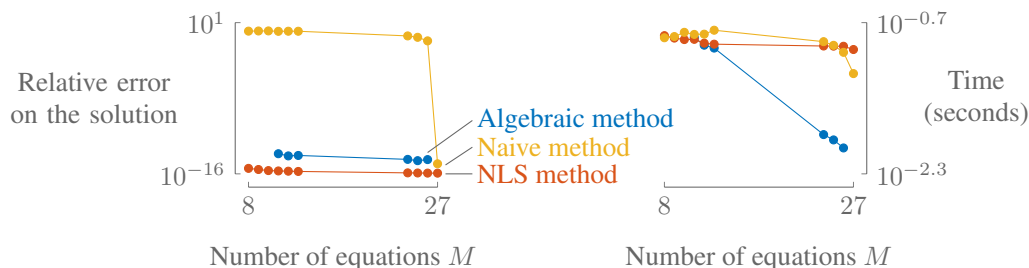 10^1
Relative error
on the solution
10^−16
8
27
Number of equations M
Algebraic method
Naive method
NLS method
10^−0.7
Time
(seconds)
10^−2.3
8
27
Number of equations M